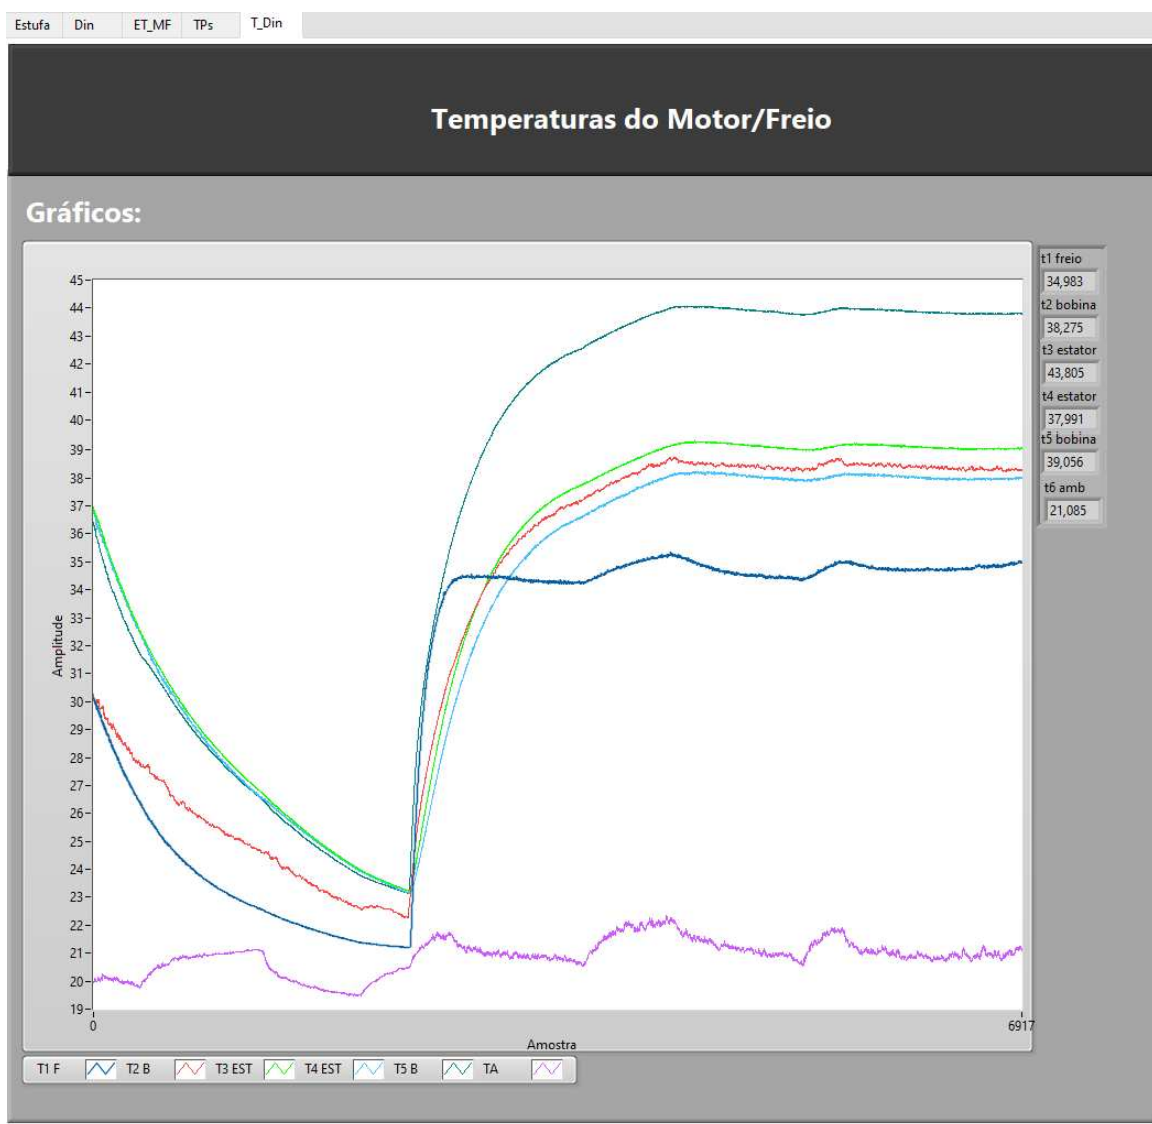 Estufa Din ET_MF TPs T_Din
Temperaturas do Motor/Freio
Gráficos:
t1 freio
34,983
t2 bobina
38,275
t3 estator
43,805
t4 estator
37,991
t5 bobina
39,056
t6 amb
21,085
45
44
43
42
41
40
39
38
37
36
35
34
33
32
31
30
29
28
27
26
25
24
23
22
21
20
19
Amplitude
0 6917
Amostra
T1 F T2 B T3 EST T4 EST T5 B TA